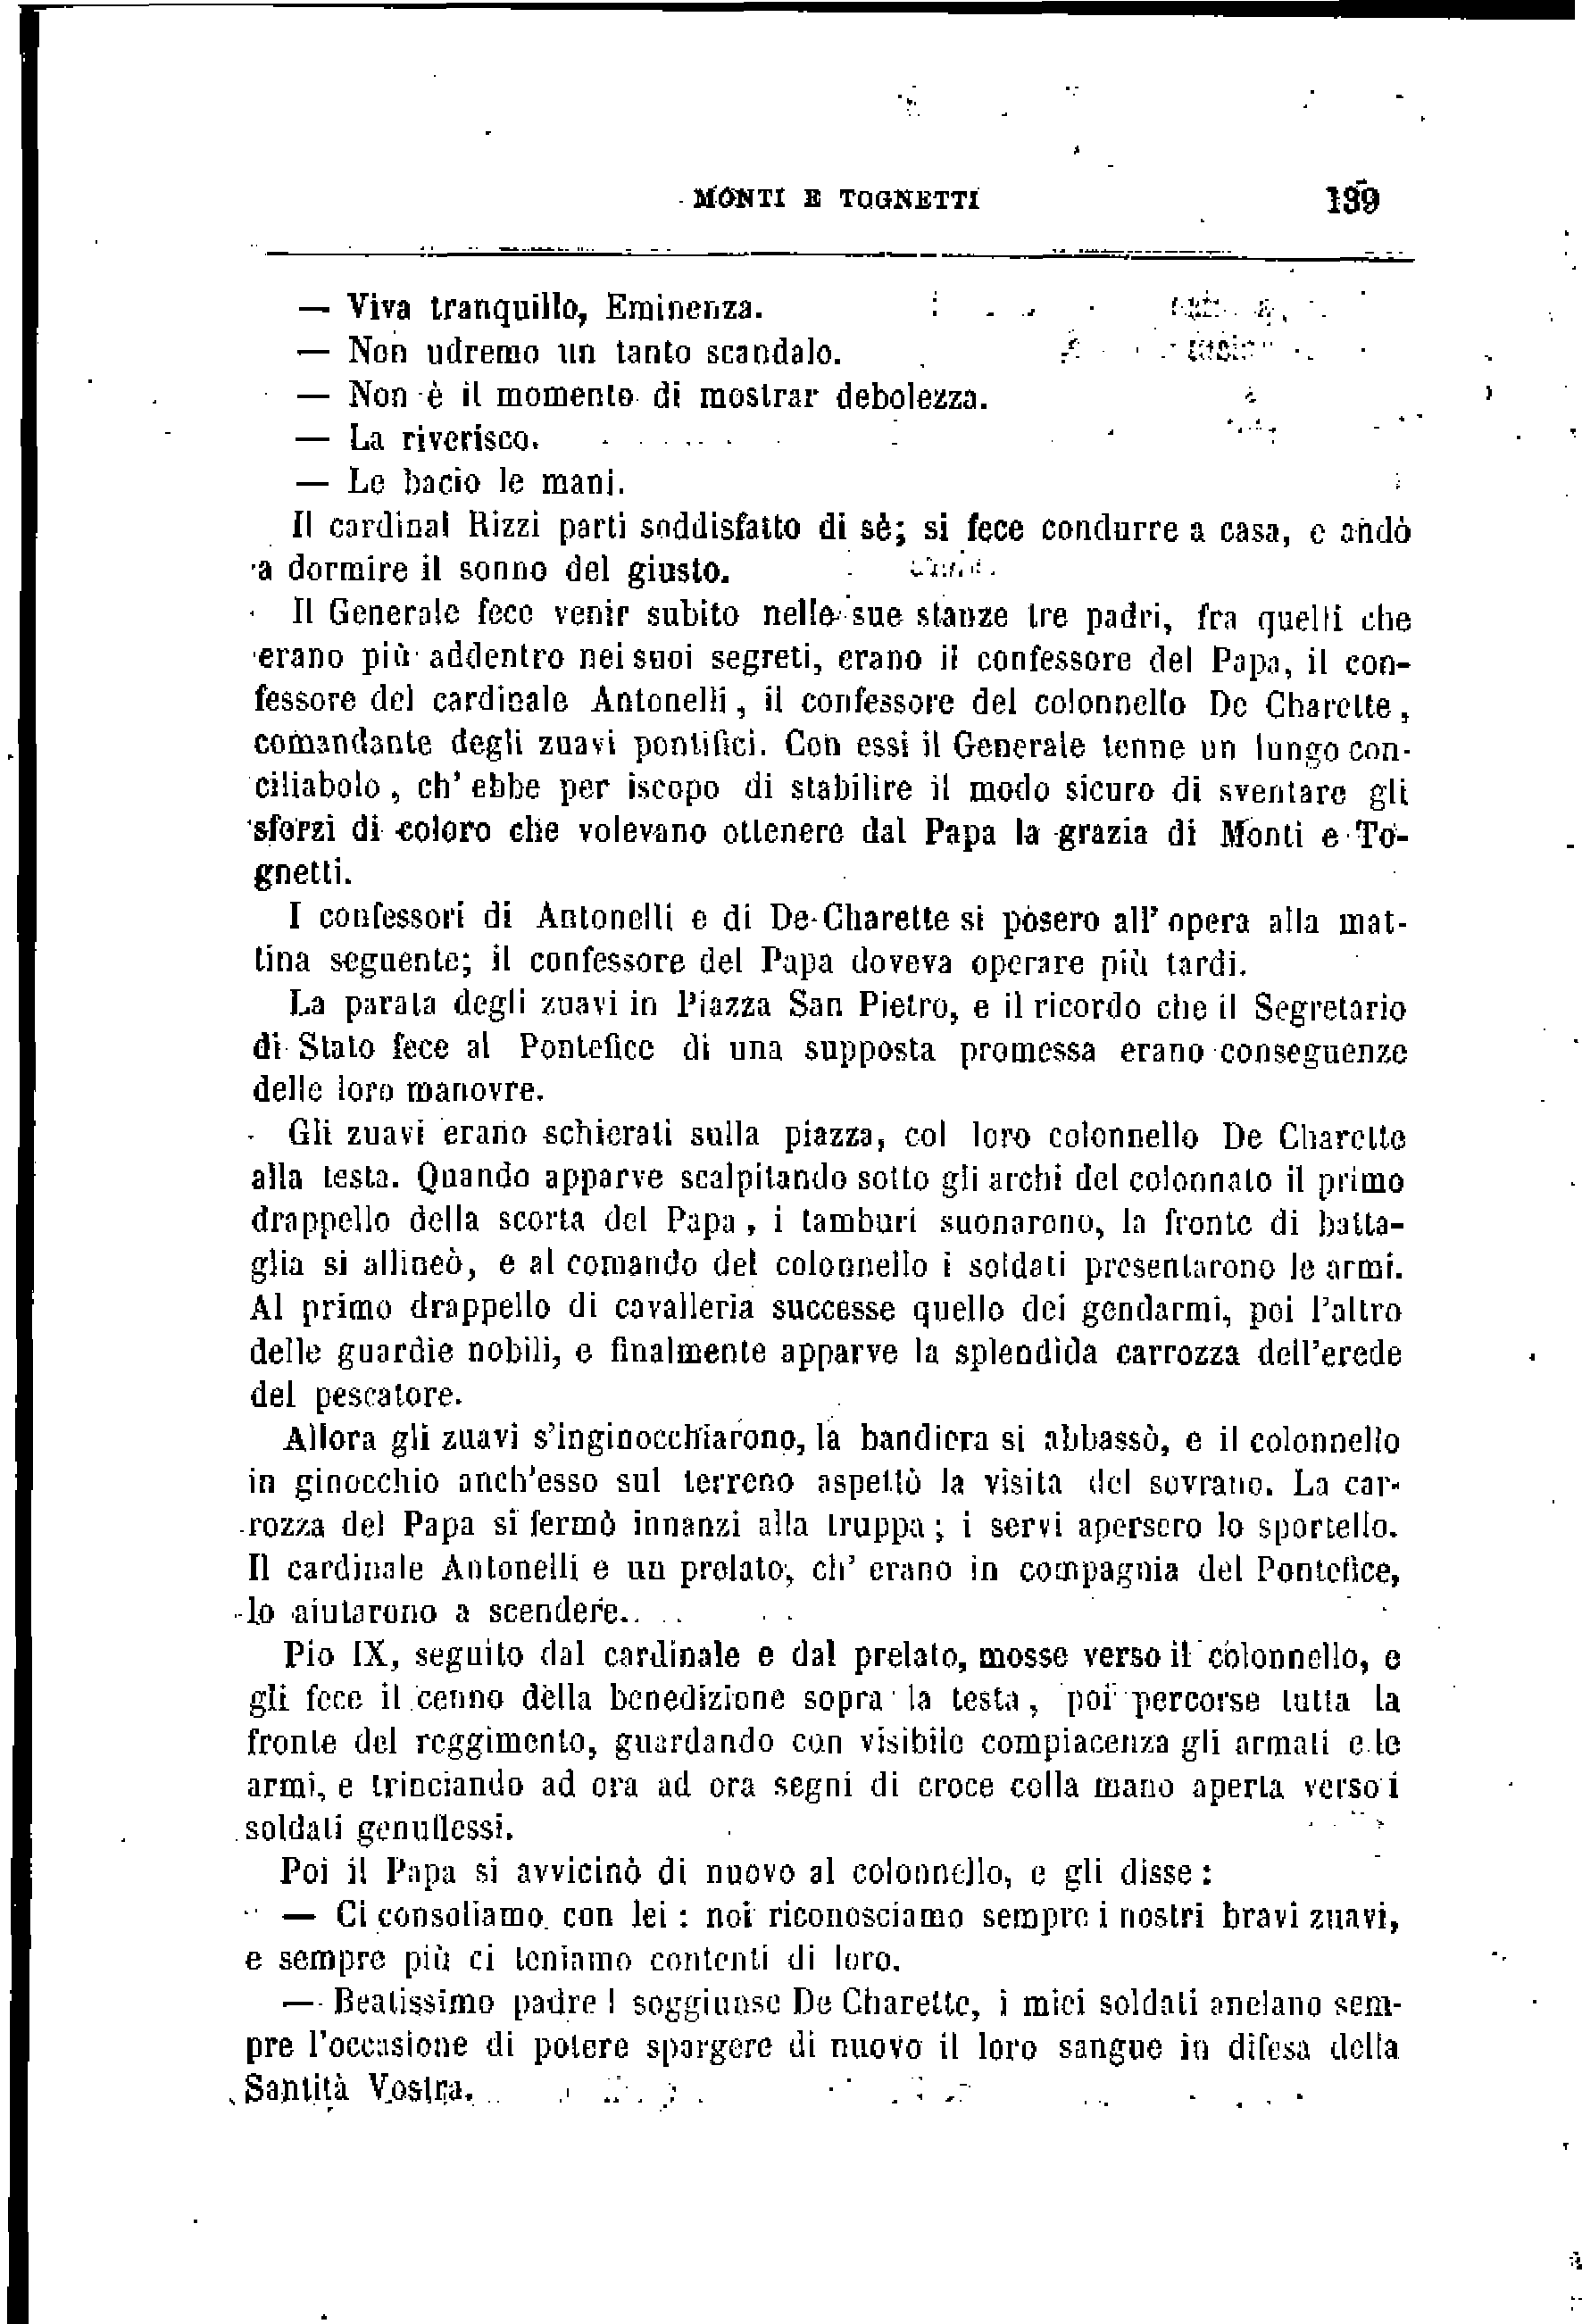 MONTI E TOGNETTI 139
— Viva tranquillo, Eminenza.
— Non udremo un tanto scandalo.
— Non è il momento di mostrar debolezza.
— La riverisco.
— Le bacio le mani.
Il cardinal Rizzi partì soddisfatto di sè; si fece condurre a casa, e andò
a dormire il sonno del giusto.
Il Generale fece venir subito nelle sue stanze tre padri, fra quelli che
erano più addentro nei suoi segreti, erano il confessore del Papa, il con-
fessore del cardinale Antonelli, il confessore del colonnello De Charette,
comandante degli zuavi pontifici. Con essi il Generale tenne un lungo con-
ciliabolo, ch' ebbe per iscopo di stabilire il modo sicuro di sventare gli
sforzi di coloro che volevano ottenere dal Papa la grazia di Monti e To-
gnetti.
I confessori di Antonelli e di De Charette si posero all' opera alla mat-
tina seguente; il confessore del Papa doveva operare più tardi.
La parata degli zuavi in Piazza San Pietro, e il ricordo che il Segretario
di Stato fece al Pontefice di una supposta promessa erano conseguenze
delle loro manovre.
Gli zuavi erano schierati sulla piazza, col loro colonnello De Charette
alla testa. Quando apparve scalpitando sotto gli archi del colonnato il primo
drappello della scorta del Papa, i tamburi suonarono, la fronte di batta-
glia si allineò, e al comando del colonnello i soldati presentarono le armi.
Al primo drappello di cavalleria successe quello dei gendarmi, poi l'altro
delle guardie nobili, e finalmente apparve la splendida carrozza dell'erede
del pescatore.
Allora gli zuavi s'inginocchiarono, la bandiera si abbassò, e il colonnello
in ginocchio anch'esso sul terreno aspettò la visita del sovrano. La car-
rozza del Papa si fermò innanzi alla truppa; i servi apersero lo sportello.
Il cardinale Antonelli e un prelato, ch' erano in compagnia del Pontefice,
lo aiutarono a scendere.
Pio IX, seguito dal cardinale e dal prelato, mosse verso il colonnello, e
gli fece il cenno della benedizione sopra la testa, poi percorse tutta la
fronte del reggimento, guardando con visibile compiacenza gli armati e le
armi, e trinciando ad ora ad ora segni di croce colla mano aperta verso i
soldati genuflessi.
Poi il Papa si avvicinò di nuovo al colonnello, e gli disse:
— Ci consoliamo con lei: noi riconosciamo sempre i nostri bravi zuavi,
e sempre più ci teniamo contenti di loro.
— Beatissimo padre! soggiunse De Charette, i miei soldati anelano sem-
pre l'occasione di potere spargere di nuovo il loro sangue in difesa della
Santità Vostra.